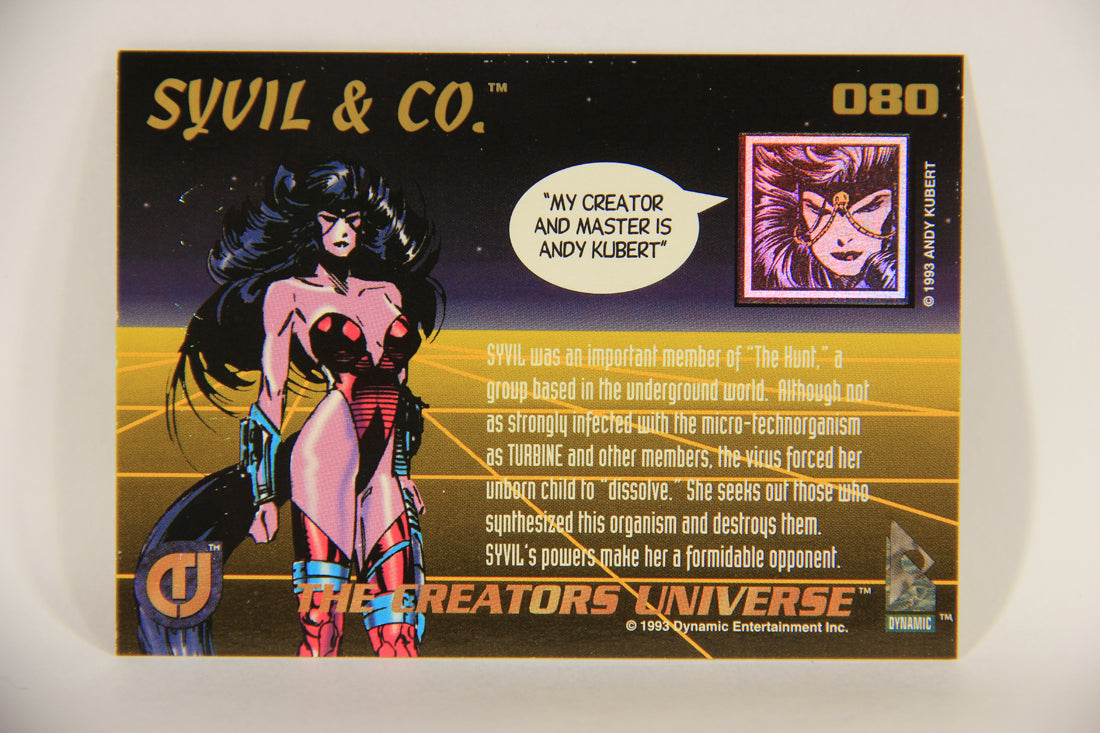 SYVIL & CO.™
080
"MY CREATOR
AND MASTER IS
ANDY KUBERT"
© 1993 ANDY KUBERT
SYVIL was an important member of "The Hunt," a
group based in the underground world. Although not
as strongly infected with the micro-technorganism
as TURBINE and other members, the virus forced her
unborn child to "dissolve." She seeks out those who
synthesized this organism and destroys them.
SYVIL's powers make her a formidable opponent.
CU™
THE CREATORS UNIVERSE™
© 1993 Dynamic Entertainment Inc.
DYNAMIC™